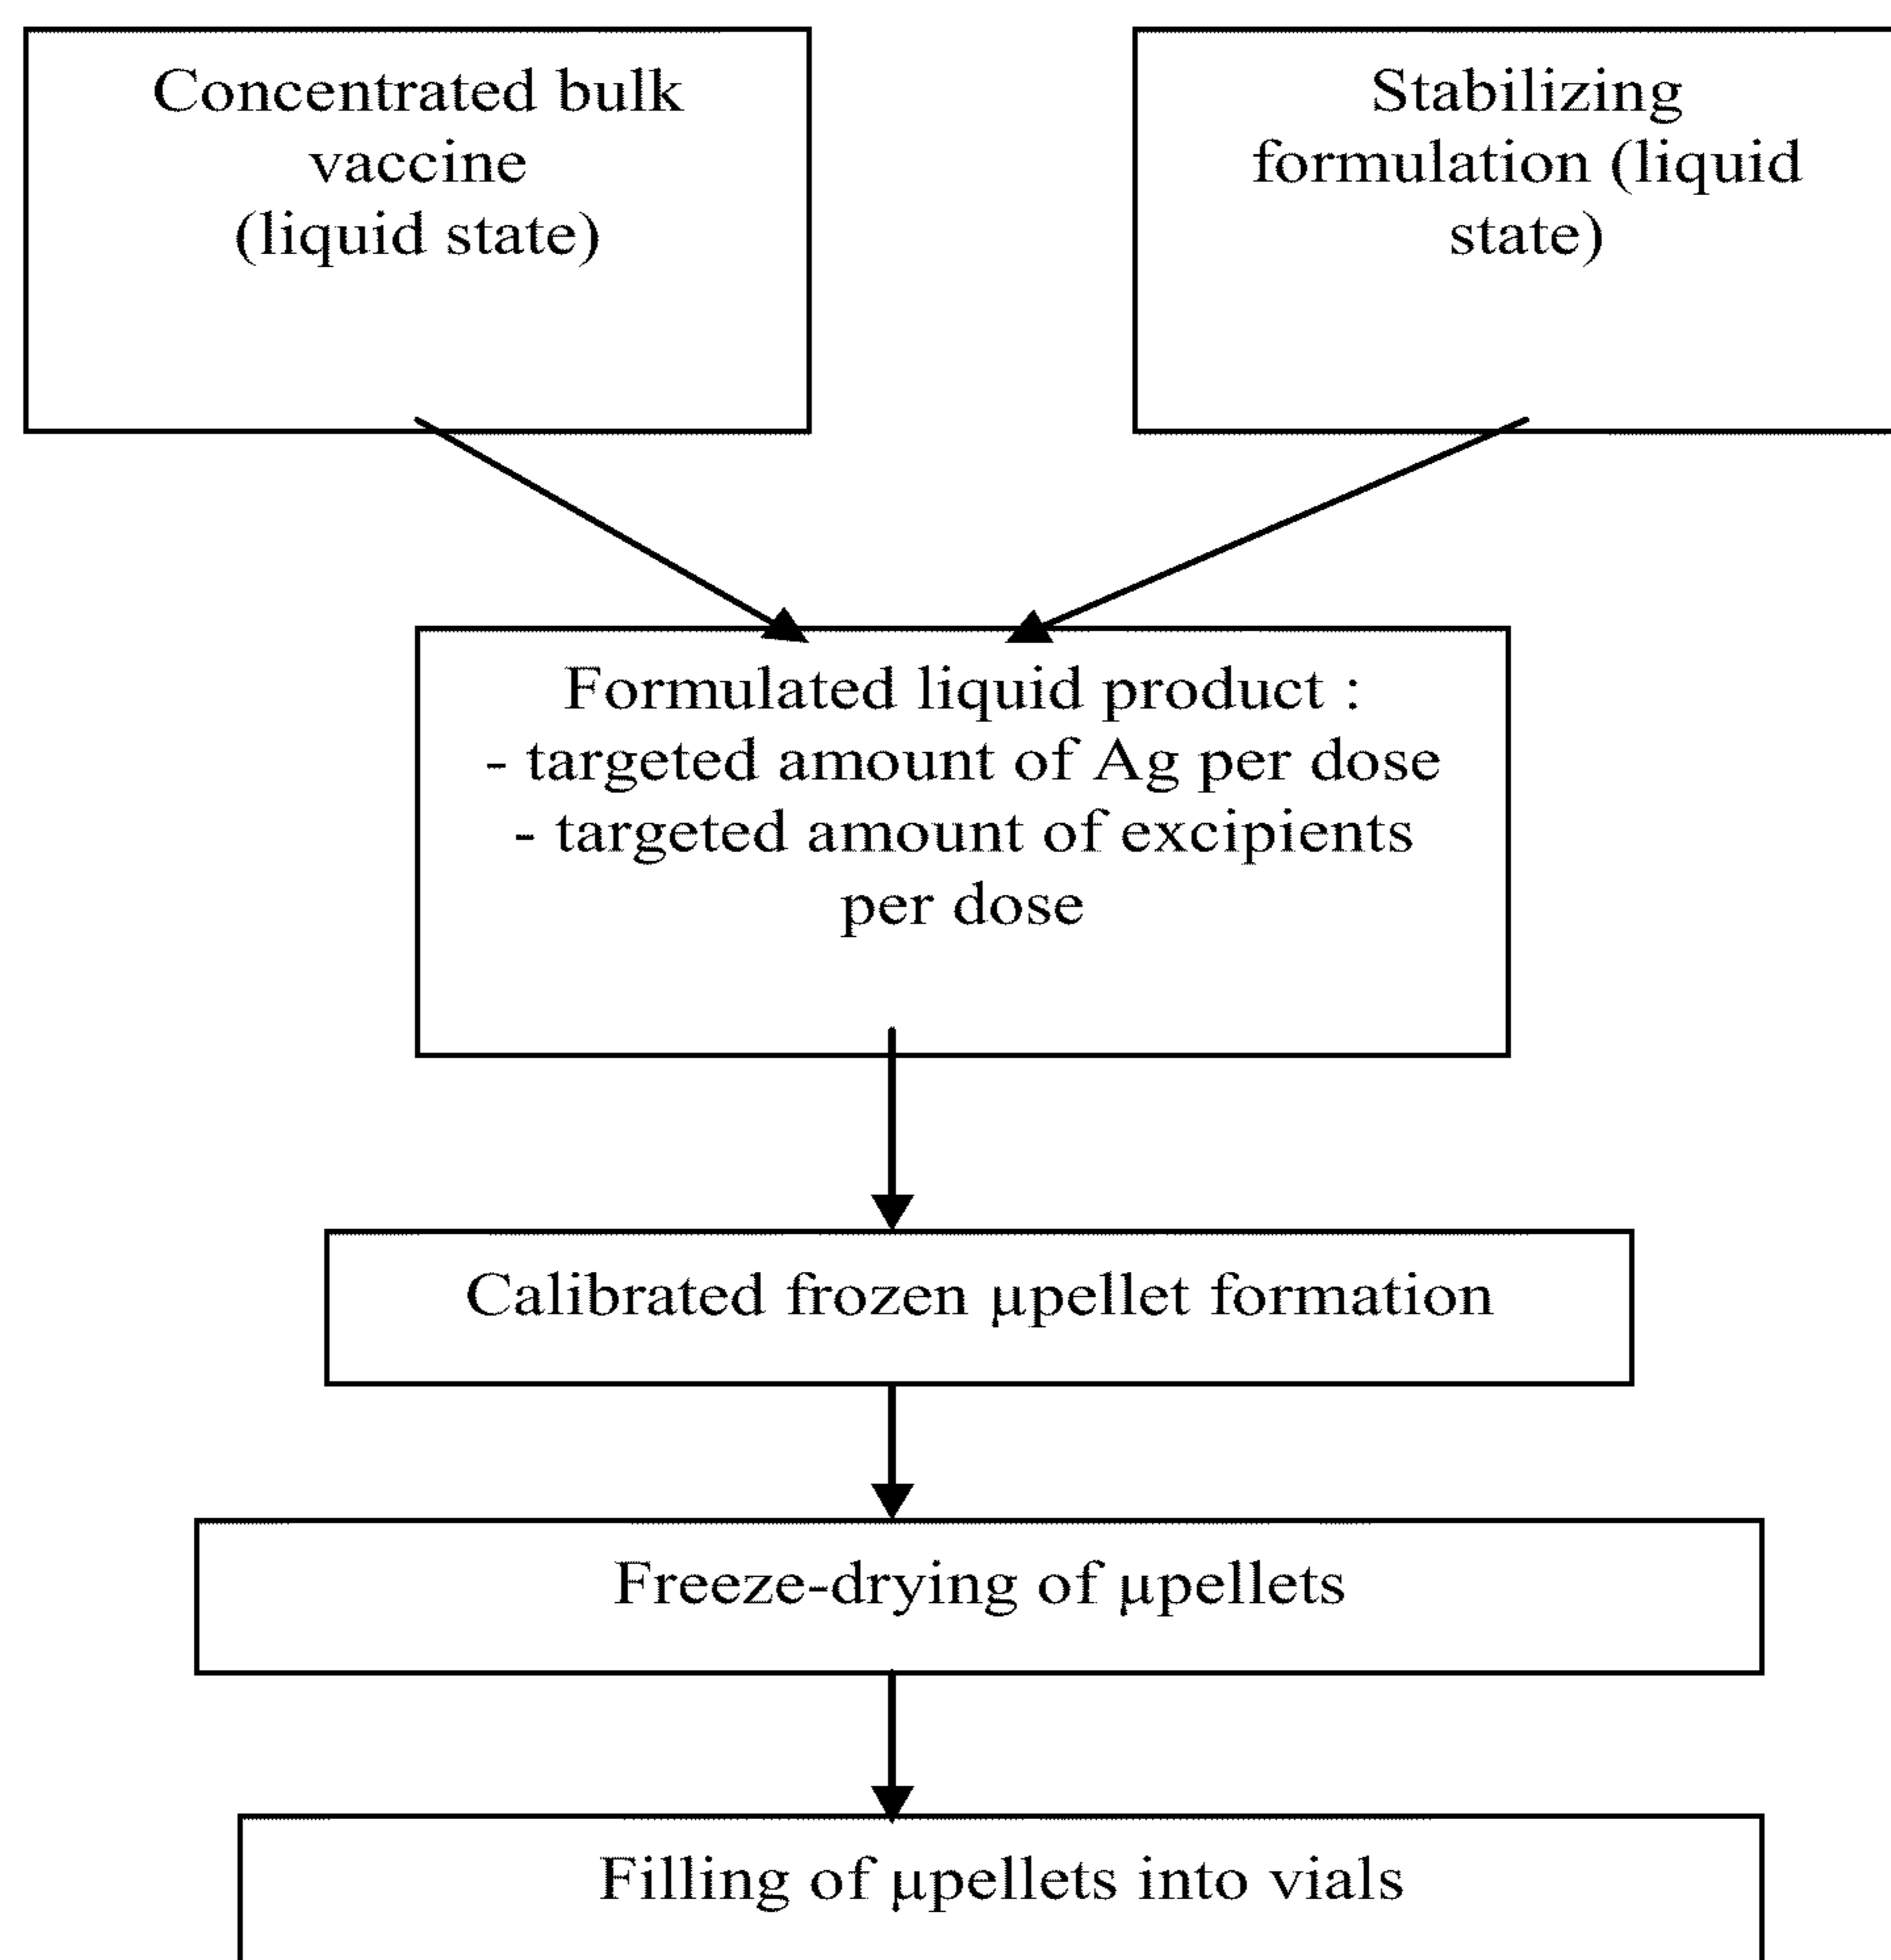 Concentrated bulk
vaccine
(liquid state)
Stabilizing
formulation (liquid
state)
Formulated liquid product :
- targeted amount of Ag per dose
- targeted amount of excipients
per dose
Calibrated frozen µpellet formation
Freeze-drying of µpellets
Filling of µpellets into vials